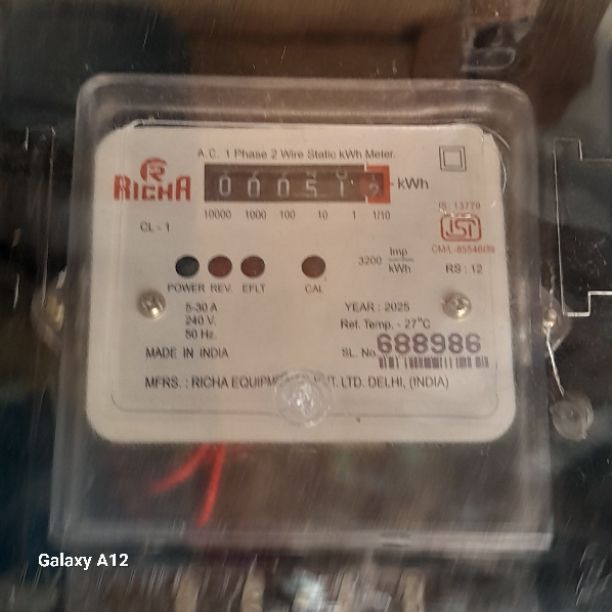 A.C. 1 Phase 2 Wire Static kWh Meter.
RICHA
00051 kWh
10000 1000 100 10 1 1/10
IS: 13779
ISI
CL - 1
3200 Imp/kWh
RS : 12
POWER REV. EFLT CAL
5-30 A
240 V.
50 Hz.
YEAR : 2025
Ref. Temp. - 27°C
MADE IN INDIA
SL. No. 688986
MFRS. : RICHA LTD. DELHI, (INDIA)
Galaxy A12